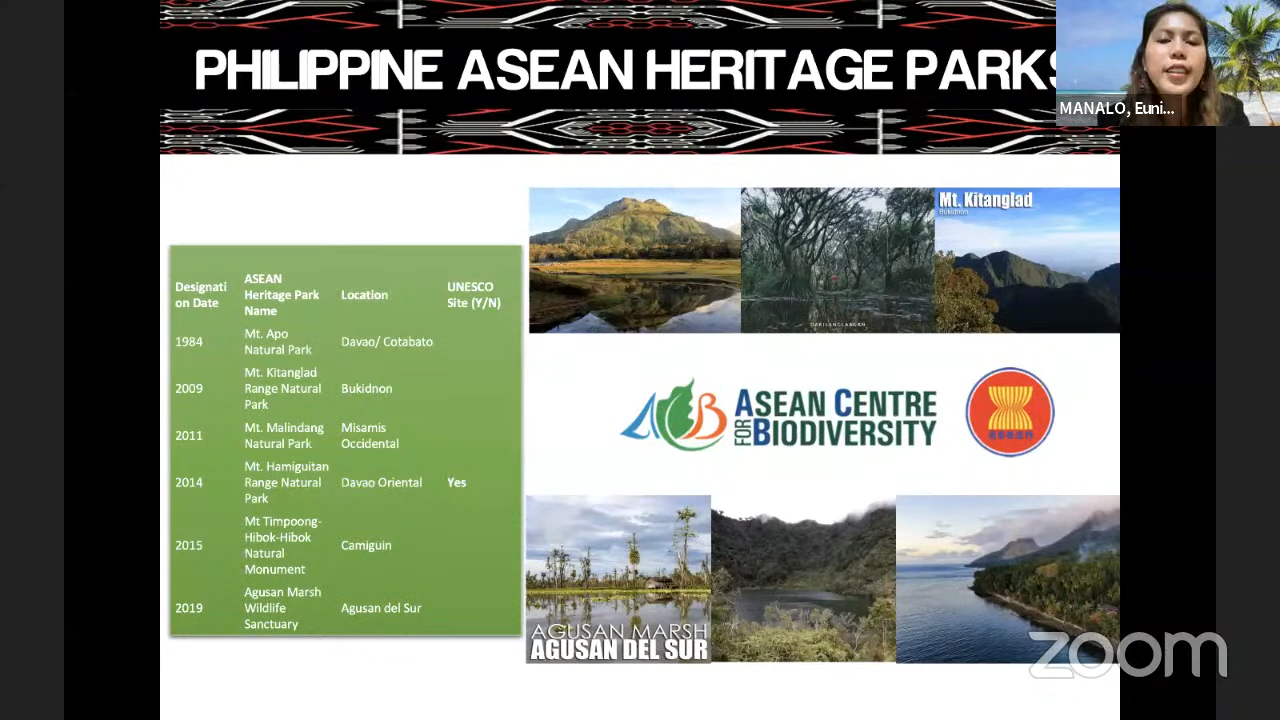 PHILIPPINE ASEAN HERITAGE PARKS
MANALO, Euni...
Designati
on Date
ASEAN
Heritage Park
Name
Location
UNESCO
Site (Y/N)
1984
Mt. Apo
Natural Park
Davao/ Cotabato
2009
Mt. Kitanglad
Range Natural
Park
Bukidnon
2011
Mt. Malindang
Natural Park
Misamis
Occidental
2014
Mt. Hamiguitan
Range Natural
Park
Davao Oriental
Yes
2015
Mt Timpoong-
Hibok-Hibok
Natural
Monument
Camiguin
2019
Agusan Marsh
Wildlife
Sanctuary
Agusan del Sur
Mt. Kitanglad
Bukidnon
ACB
ASEAN CENTRE
FOR BIODIVERSITY
asean
AGUSAN MARSH
AGUSAN DEL SUR
zoom